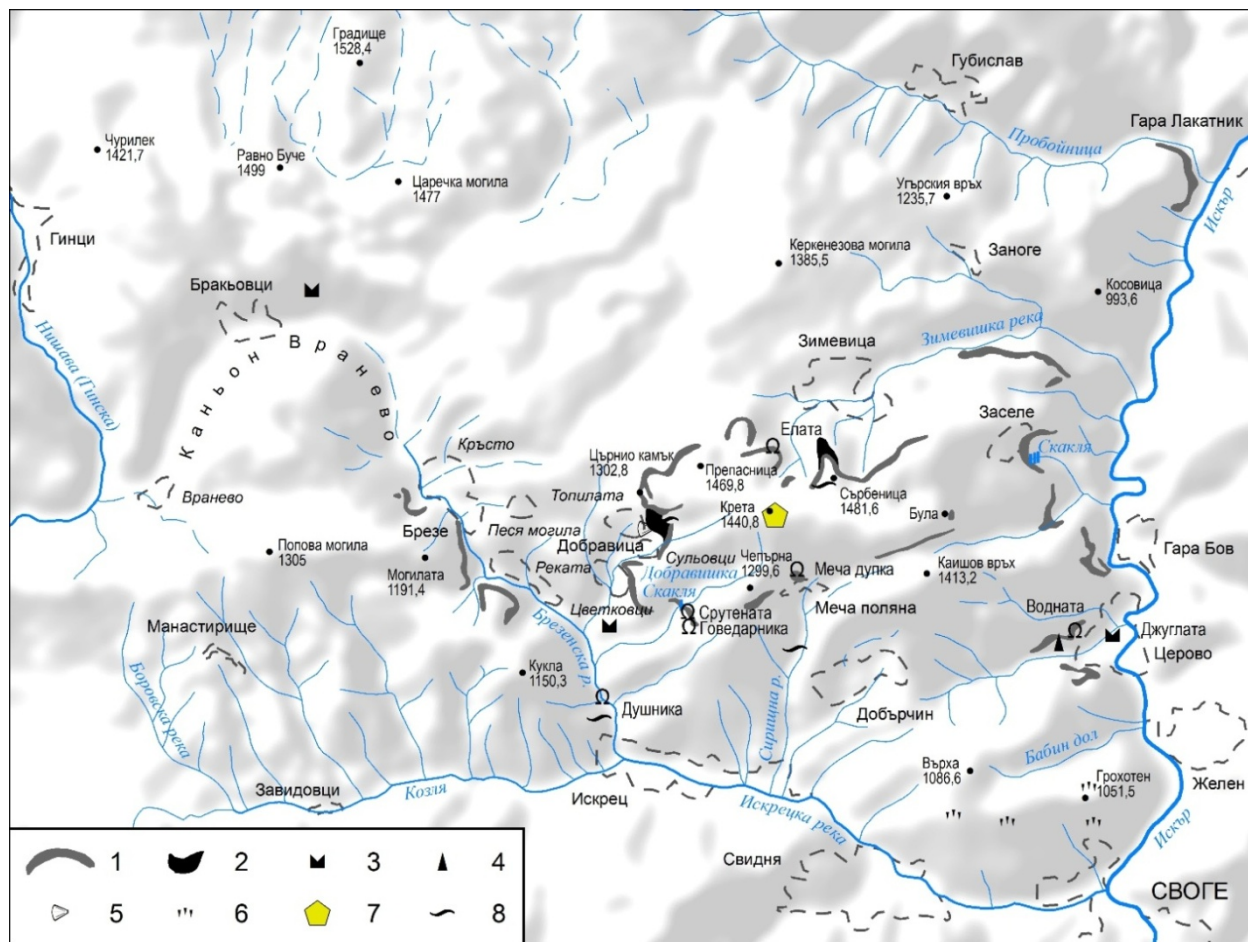 Градище
1528,4
Губислав
Гара Лакатник
Чурилек
1421,7
Равно Буче
1499
Царечка могила
1477
Пробойница
Угърския връх
1235,7
Искър
Гинци
Заноге
Керкенезова могила
1385,5
Бракьовци
Косовица
993,6
Нишава (Гинска)
Каньон Вранево
Зимевишка река
Зимевица
Заселе
Скакля
Кръсто
Елата
Църнио камък
1302,8
Препасница
1469,8
Вранево
Топилата
Сърбеница
1481,6
Песя могила
Крета
1440,8
Була
Брезе
Добравица
Гара Бов
Попова могила
1305
Сульовци
Чепърна
1299,6
Меча дупка
Каишов връх
1413,2
Могилата
1191,4
Реката
Добравишка
Скакля
Меча поляна
Водната
Цветковци
Срутената
Говедарника
Джуглата
Церово
Манастирище
Брезенска р.
Боровска река
Кукла
1150,3
Душника
Сирищна р.
Добърчин
Бабин дол
Върха
1086,6
Грохотен
1051,5
Желен
Завидовци
Козля
Искрец
Искрецка река
Искър
Свидня
СВОГЕ
1 2 3 4
5 6 7 8